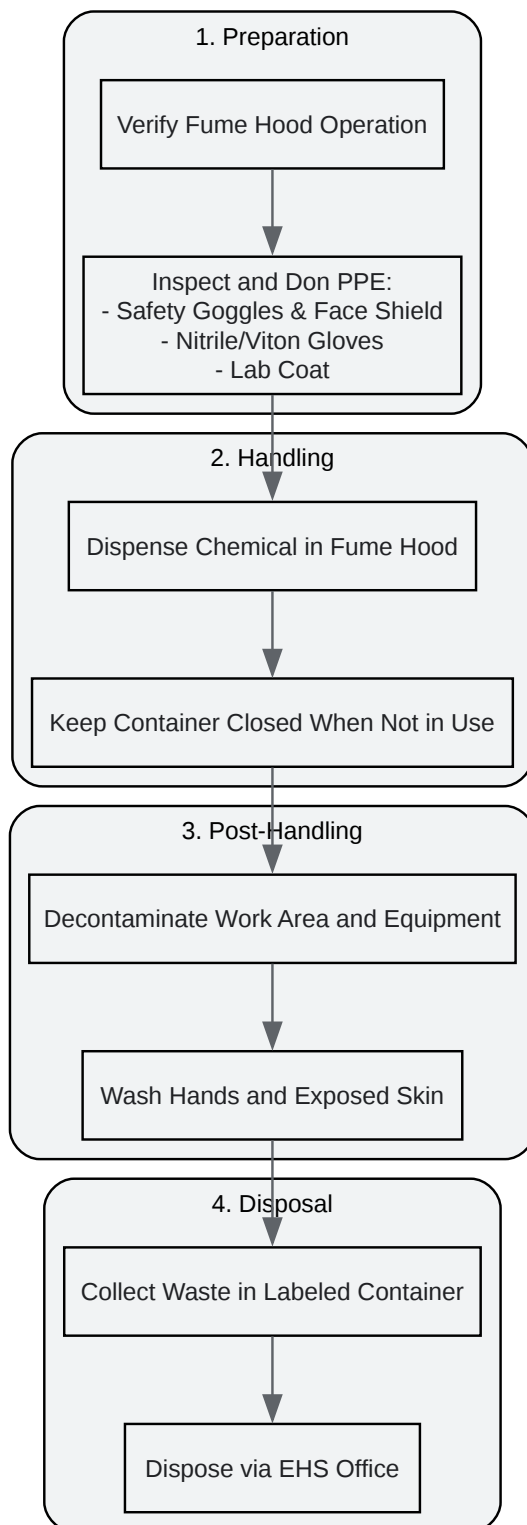 1. Preparation
Verify Fume Hood Operation
Inspect and Don PPE:
- Safety Goggles & Face Shield
- Nitrile/Viton Gloves
- Lab Coat
2. Handling
Dispense Chemical in Fume Hood
Keep Container Closed When Not in Use
3. Post-Handling
Decontaminate Work Area and Equipment
Wash Hands and Exposed Skin
4. Disposal
Collect Waste in Labeled Container
Dispose via EHS Office